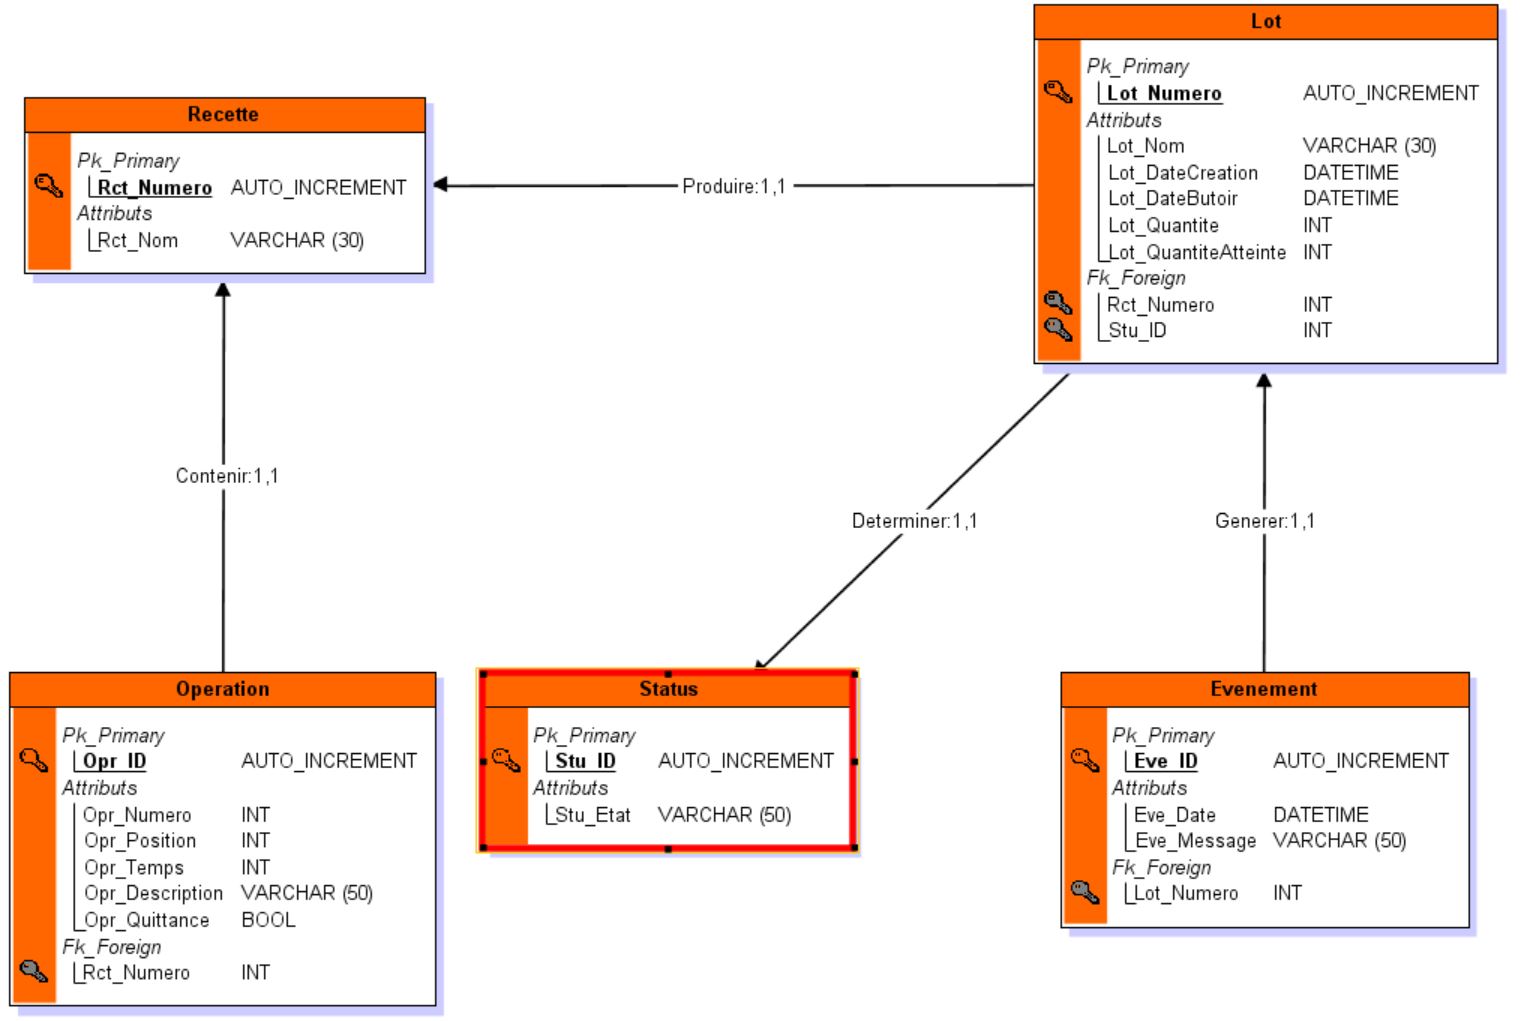 Lot
Pk_Primary
Lot_Numero AUTO_INCREMENT
Attributs
Lot_Nom VARCHAR (30)
Lot_DateCreation DATETIME
Lot_DateButoir DATETIME
Lot_Quantite INT
Lot_QuantiteAtteinte INT
Fk_Foreign
Rct_Numero INT
Stu_ID INT
Recette
Pk_Primary
Rct_Numero AUTO_INCREMENT
Attributs
Rct_Nom VARCHAR (30)
Produire:1,1
Contenir:1,1
Determiner:1,1
Generer:1,1
Operation
Pk_Primary
Opr_ID AUTO_INCREMENT
Attributs
Opr_Numero INT
Opr_Position INT
Opr_Temps INT
Opr_Description VARCHAR (50)
Opr_Quittance BOOL
Fk_Foreign
Rct_Numero INT
Status
Pk_Primary
Stu_ID AUTO_INCREMENT
Attributs
Stu_Etat VARCHAR (50)
Evenement
Pk_Primary
Eve_ID AUTO_INCREMENT
Attributs
Eve_Date DATETIME
Eve_Message VARCHAR (50)
Fk_Foreign
Lot_Numero INT